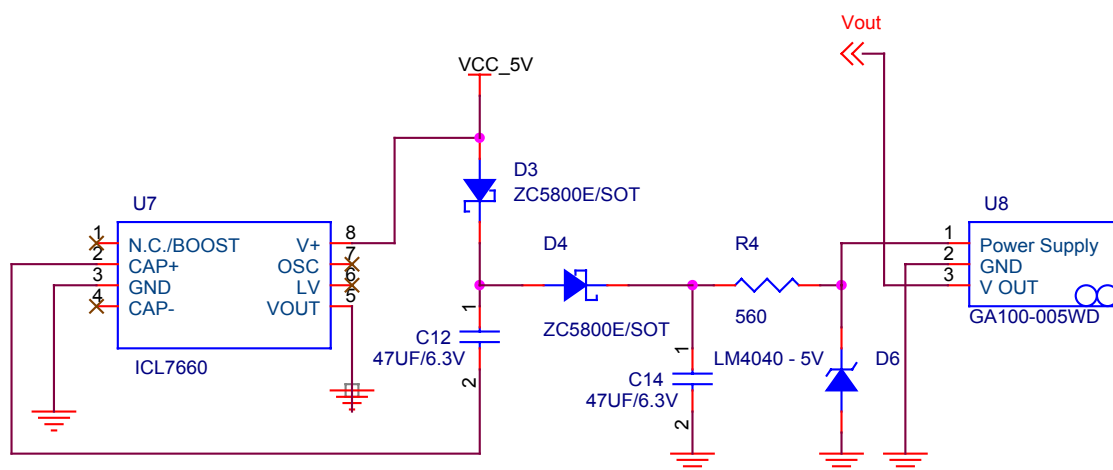 Vout
VCC_5V
D3
ZC5800E/SOT
U7
U8
1
N.C./BOOST
V+
8
2
CAP+
OSC
7
3
GND
LV
6
4
CAP-
VOUT
5
ICL7660
D4
ZC5800E/SOT
R4
560
1
Power Supply
2
GND
3
V OUT
GA100-005WD
1
C12
47UF/6.3V
2
1
C14
47UF/6.3V
2
LM4040 - 5V
D6